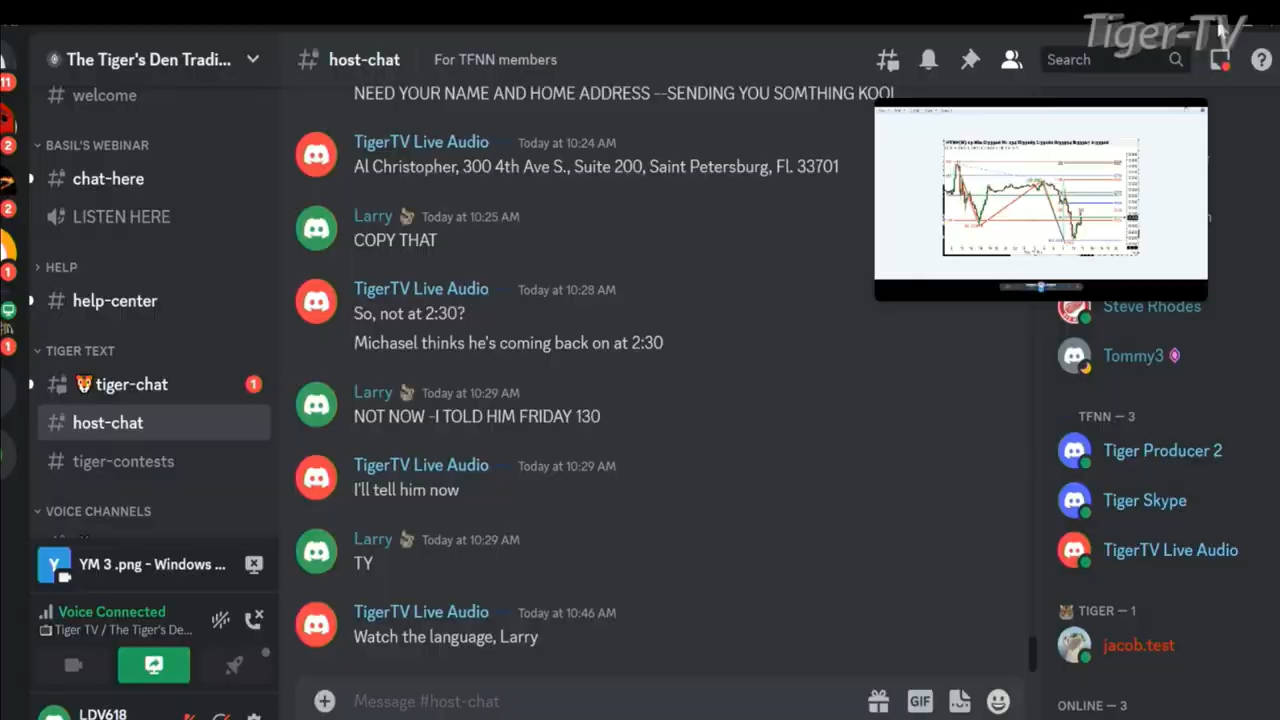 Tiger-TV
The Tiger's Den Tradi...
host-chat
For TFNN members
Search
11
2
2
1
1
welcome
BASIL'S WEBINAR
chat-here
LISTEN HERE
HELP
help-center
TIGER TEXT
tiger-chat
1
host-chat
tiger-contests
VOICE CHANNELS
Y
YM 3 .png - Windows ...
Voice Connected
Tiger TV / The Tiger's De...
LDV618
NEED YOUR NAME AND HOME ADDRESS --SENDING YOU SOMTHING KOOL
TigerTV Live Audio Today at 10:24 AM
Al Christopher, 300 4th Ave S., Suite 200, Saint Petersburg, Fl. 33701
Larry Today at 10:25 AM
COPY THAT
TigerTV Live Audio Today at 10:28 AM
So, not at 2:30?
Michasel thinks he's coming back on at 2:30
Larry Today at 10:29 AM
NOT NOW -I TOLD HIM FRIDAY 130
TigerTV Live Audio Today at 10:29 AM
I'll tell him now
Larry Today at 10:29 AM
TY
TigerTV Live Audio Today at 10:46 AM
Watch the language, Larry
Message #host-chat
GIF
Steve Rhodes
Tommy3
TFNN — 3
Tiger Producer 2
Tiger Skype
TigerTV Live Audio
TIGER — 1
jacob.test
ONLINE — 3